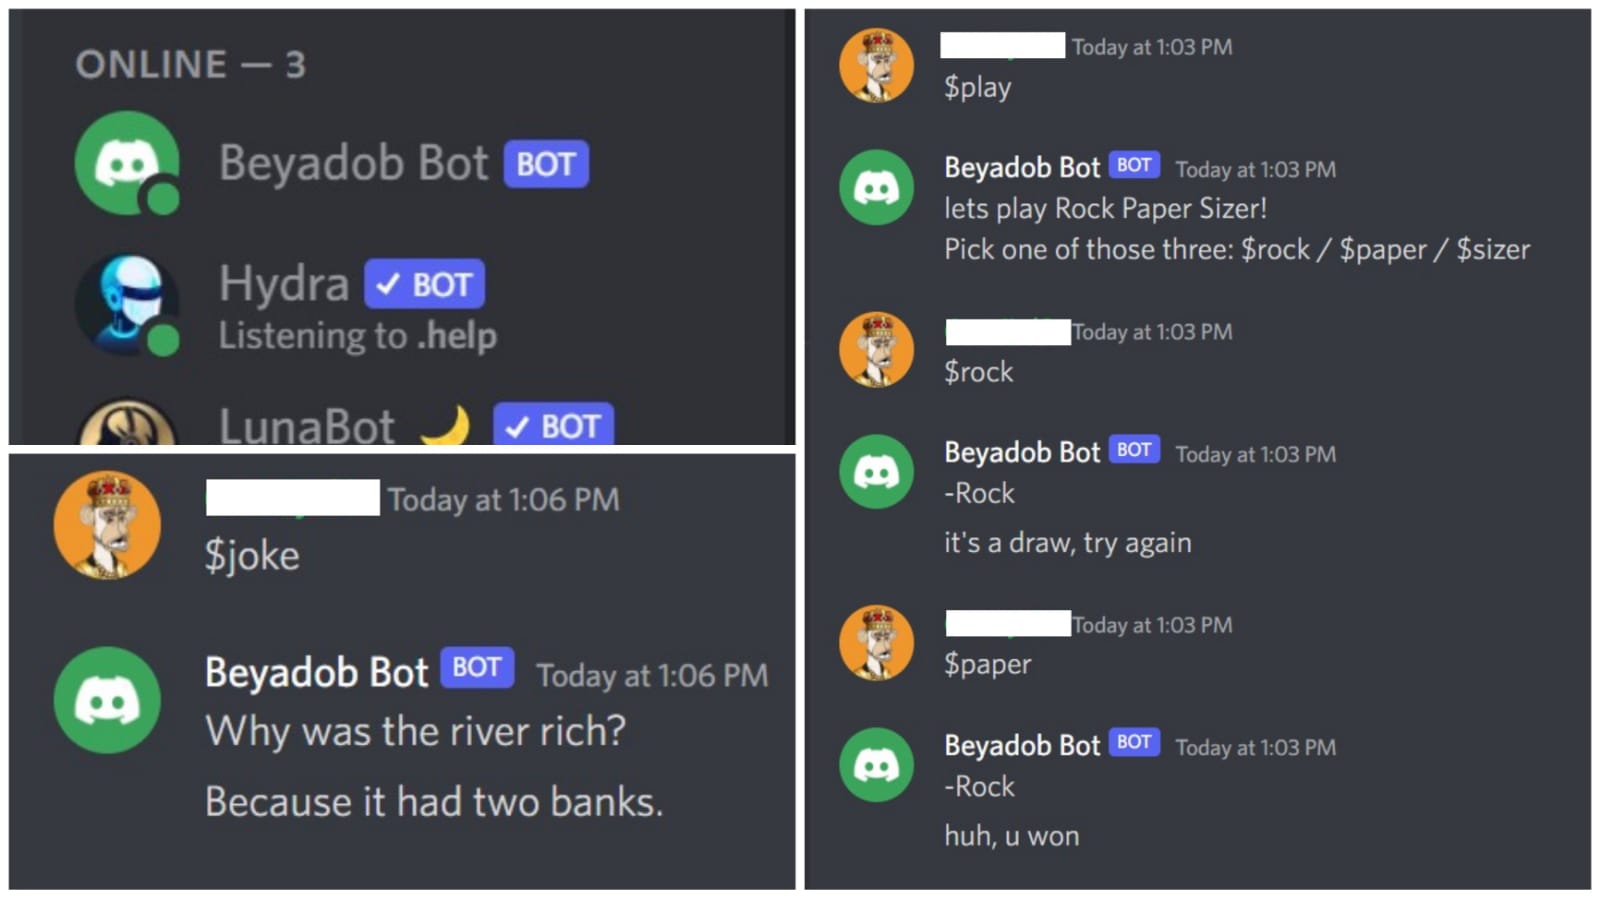 ONLINE — 3
Beyadob Bot BOT
Hydra ✓ BOT
Listening to .help
LunaBot 🌙 ✓ BOT
Today at 1:06 PM
$joke
Beyadob Bot BOT Today at 1:06 PM
Why was the river rich?
Because it had two banks.
Today at 1:03 PM
$play
Beyadob Bot BOT Today at 1:03 PM
lets play Rock Paper Sizer!
Pick one of those three: $rock / $paper / $sizer
Today at 1:03 PM
$rock
Beyadob Bot BOT Today at 1:03 PM
-Rock
it's a draw, try again
Today at 1:03 PM
$paper
Beyadob Bot BOT Today at 1:03 PM
-Rock
huh, u won